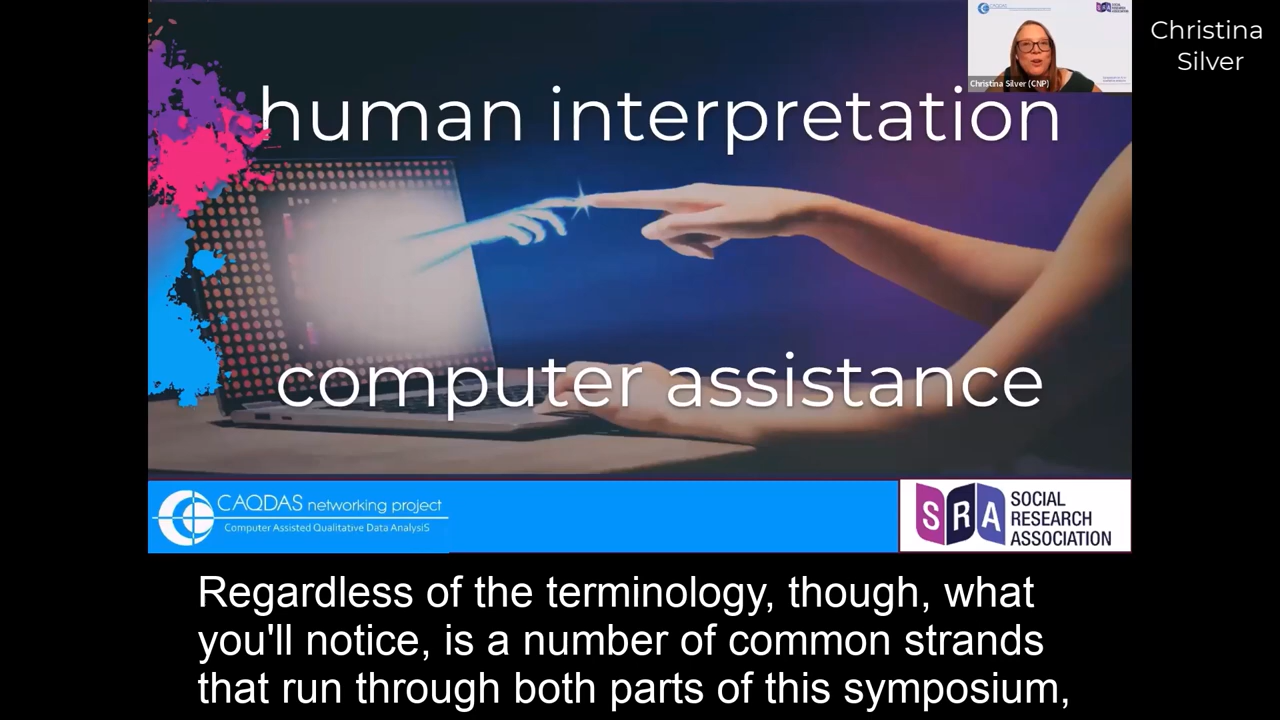 Christina
Silver
Christina Silver (CNP)
human interpretation
computer assistance
CAQDAS networking project
Computer Assisted Qualitative Data AnalysiS
SRA
SOCIAL
RESEARCH
ASSOCIATION
Regardless of the terminology, though, what
you'll notice, is a number of common strands
that run through both parts of this symposium,